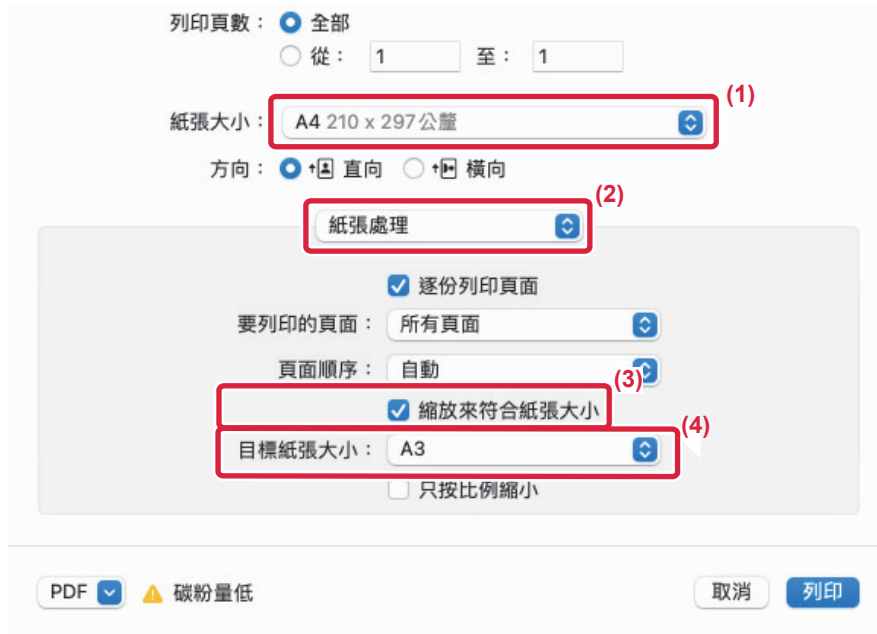 列印頁數： 全部
從： 1 至： 1
(1)
紙張大小： A4 210 x 297公釐
方向： 直向 橫向
(2)
紙張處理
逐份列印頁面
要列印的頁面： 所有頁面
頁面順序： 自動
(3)
縮放來符合紙張大小
(4)
目標紙張大小： A3
只按比例縮小
PDF 碳粉量低 取消 列印